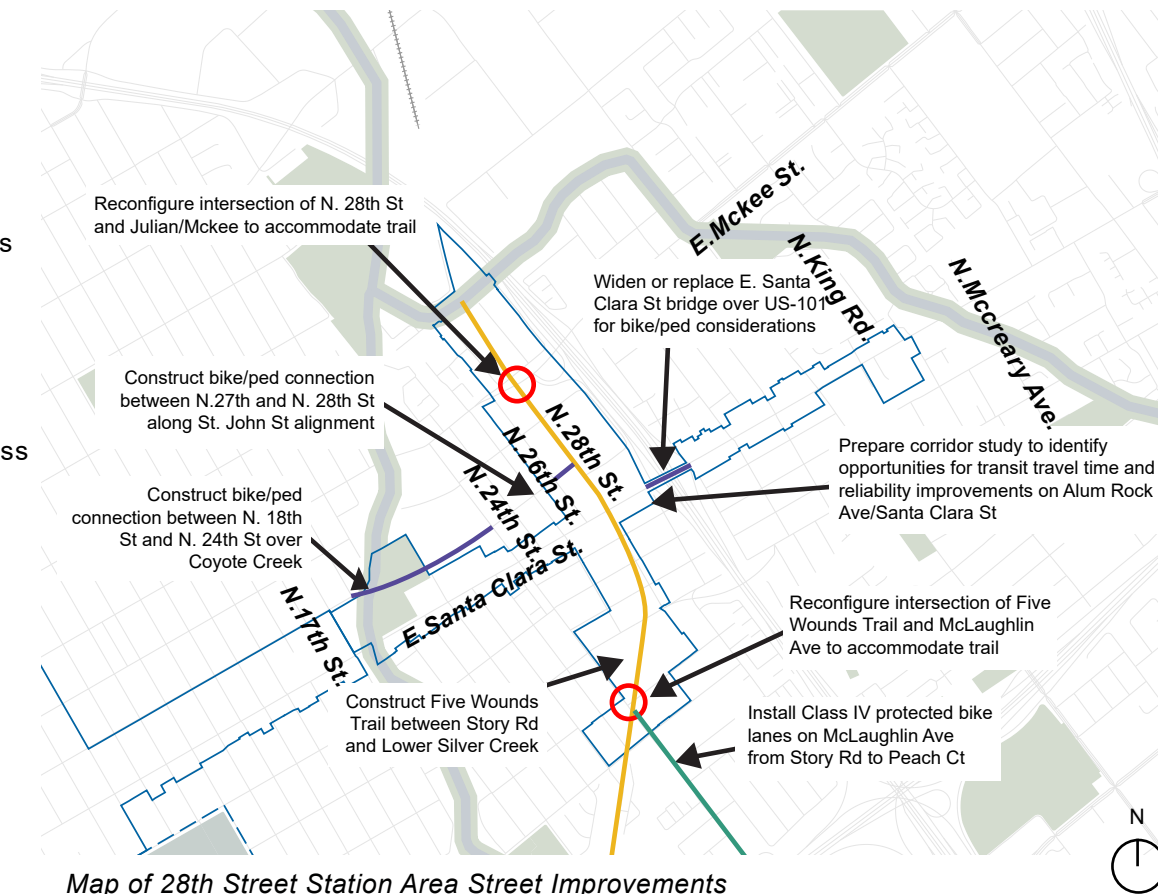 Reconfigure intersection of N. 28th St
and Julian/Mckee to accommodate trail
s
E.Mckee St.
N.King Rd.
N.Mccreary Ave.
Widen or replace E. Santa
Clara St bridge over US-101
for bike/ped considerations
Construct bike/ped connection
between N.27th and N. 28th St
along St. John St alignment
ss
N.28th St.
N.26th St.
N.24th St.
Prepare corridor study to identify
opportunities for transit travel time and
reliability improvements on Alum Rock
Ave/Santa Clara St
Construct bike/ped
connection between N. 18th
St and N. 24th St over
Coyote Creek
E.Santa Clara St.
N.17th St.
Reconfigure intersection of Five
Wounds Trail and McLaughlin
Ave to accommodate trail
Construct Five Wounds
Trail between Story Rd
and Lower Silver Creek
Install Class IV protected bike
lanes on McLaughlin Ave
from Story Rd to Peach Ct
N
Map of 28th Street Station Area Street Improvements